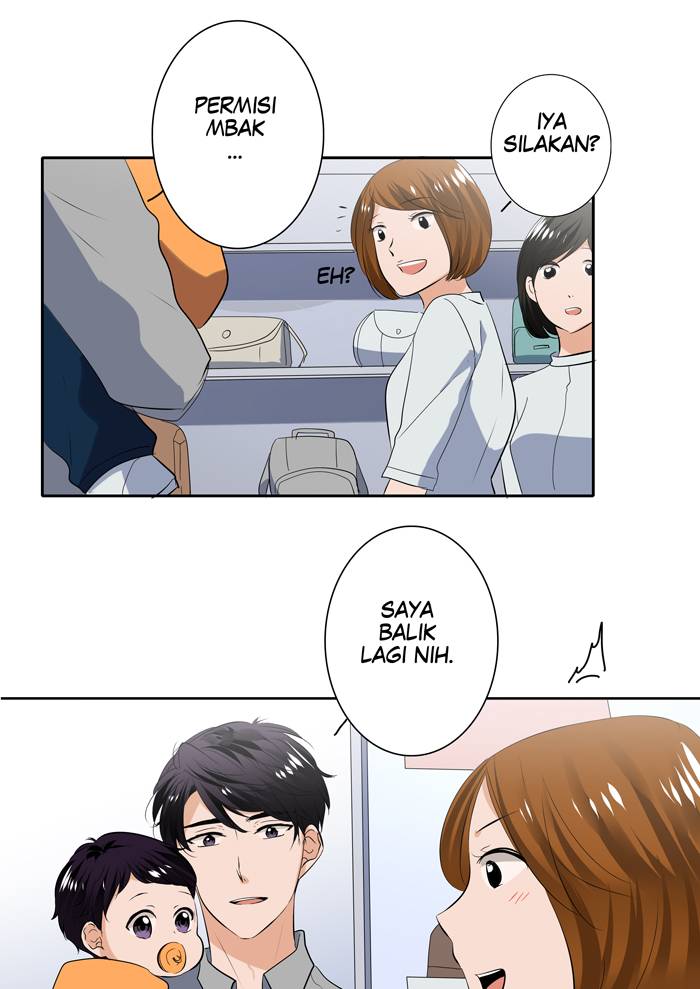 PERMISI
MBAK
...
IYA
SILAKAN?
EH?
SAYA
BALIK
LAGI NIH.